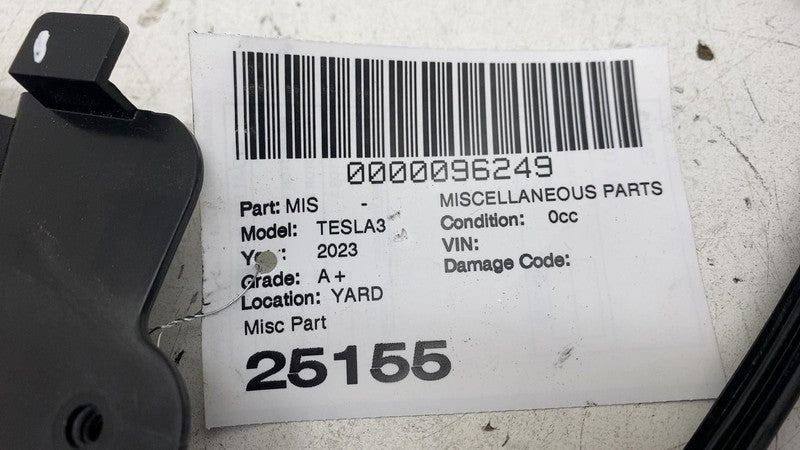 0000096249
Part: MIS - MISCELLANEOUS PARTS
Model: TESLA3 Condition: 0cc
2023 VIN:
Grade: A+ Damage Code:
Location: YARD
Misc Part
25155